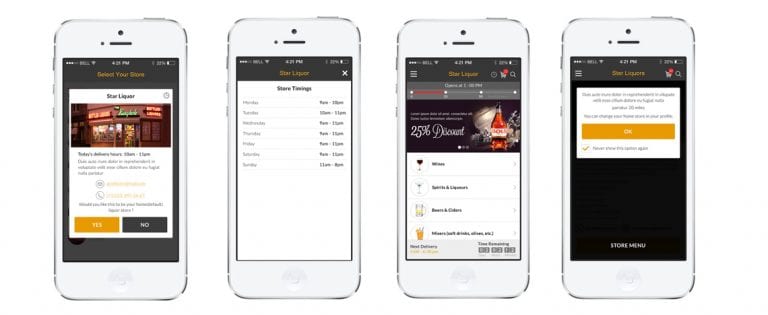 BELL 4:21 PM 22%
Select Your Store
Star Liquor
Today's delivery hours: 10am - 11pm
Duis aute irure dolor in reprehenderit in
voluptate velit esse cillum dolore eu fugiat
nulla pariatur
Would you like this to be your home(default)
liquor store ?
YES NO
BELL 4:21 PM 22%
Star Liquor
Store Timings
Monday 9am - 10pm
Tuesday 10am - 11pm
Wednesday 9am - 11pm
Thursday 9am - 11pm
Friday 9am - 11pm
Saturday 9am - 11pm
Sunday 11am - 8pm
BELL 4:21 PM 22%
Star Liquor
Opens at 1:00 PM
Lorem ipsum dolor sit amet, consectetur elit.
25% Discount
Wines
Spirits & Liqueurs
Beers & Ciders
Mixers (soft drinks, olives, etc.)
Next Delivery
Time Remaining
BELL 4:21 PM 22%
Star Liquors
Duis aute irure dolor in reprehenderit in voluptate
velit esse cillum dolore eu fugiat nulla
pariatur 20 miles
You can change your home store in your profile.
OK
Never show this option again
STORE MENU